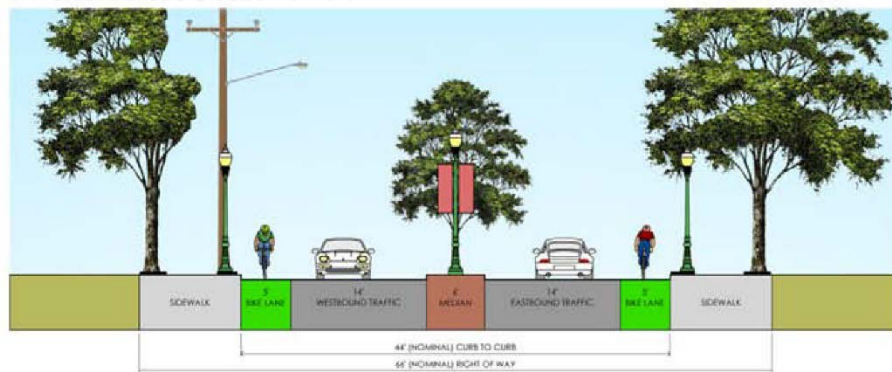 SIDEWALK
5'
BIKE LANE
14'
WESTBOUND TRAFFIC
6'
MEDIAN
14'
EASTBOUND TRAFFIC
5'
BIKE LANE
SIDEWALK
44' (NOMINAL) CURB TO CURB
66' (NOMINAL) RIGHT OF WAY